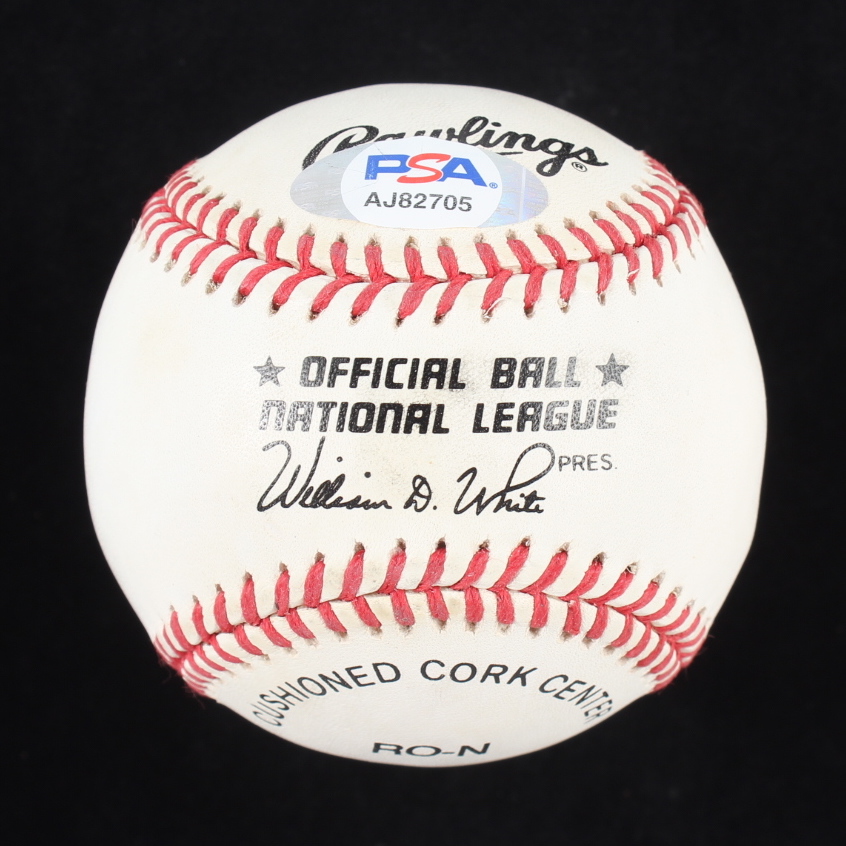 Rawlings®
PSA®
AJ82705
★ OFFICIAL BALL ★
NATIONAL LEAGUE
William D. White PRES.
CUSHIONED CORK CENTER
RO-N